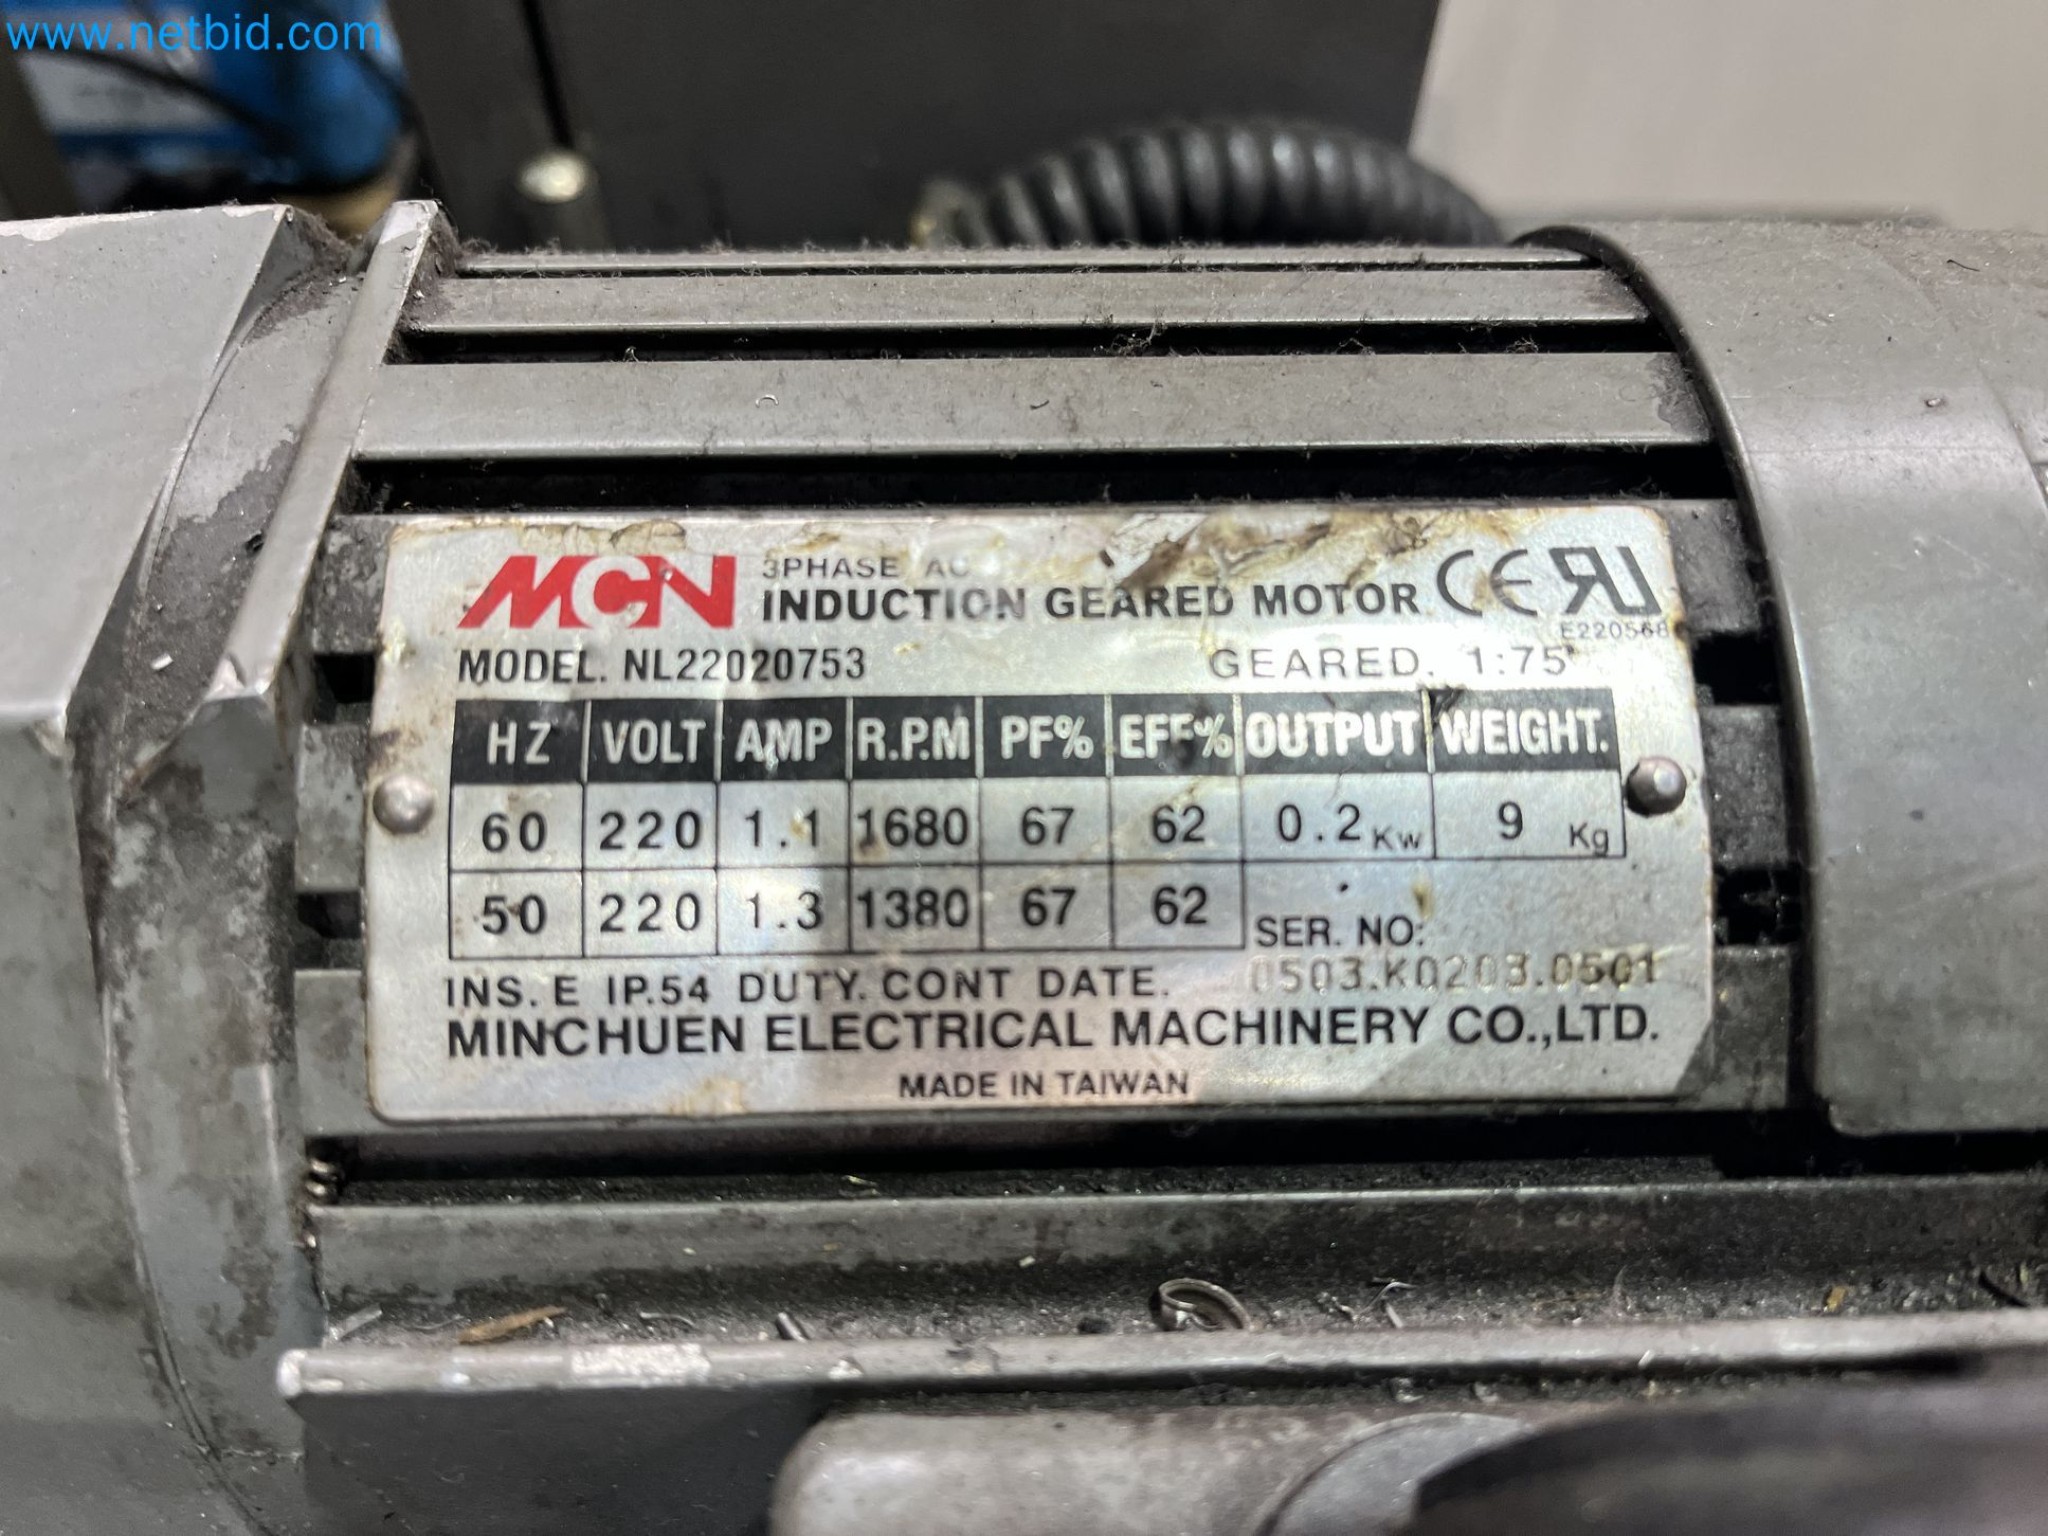 www.netbid.com
MCN 3PHASE AC
INDUCTION GEARED MOTOR CE RU
E220568
MODEL. NL22020753 GEARED. 1:75
HZ VOLT AMP R.P.M PF% EFF% OUTPUT WEIGHT.
60 220 1.1 1680 67 62 0.2 Kw 9 Kg
50 220 1.3 1380 67 62
SER. NO:
INS. E IP.54 DUTY. CONT DATE. 0503.K0203.0501
MINCHUEN ELECTRICAL MACHINERY CO.,LTD.
MADE IN TAIWAN